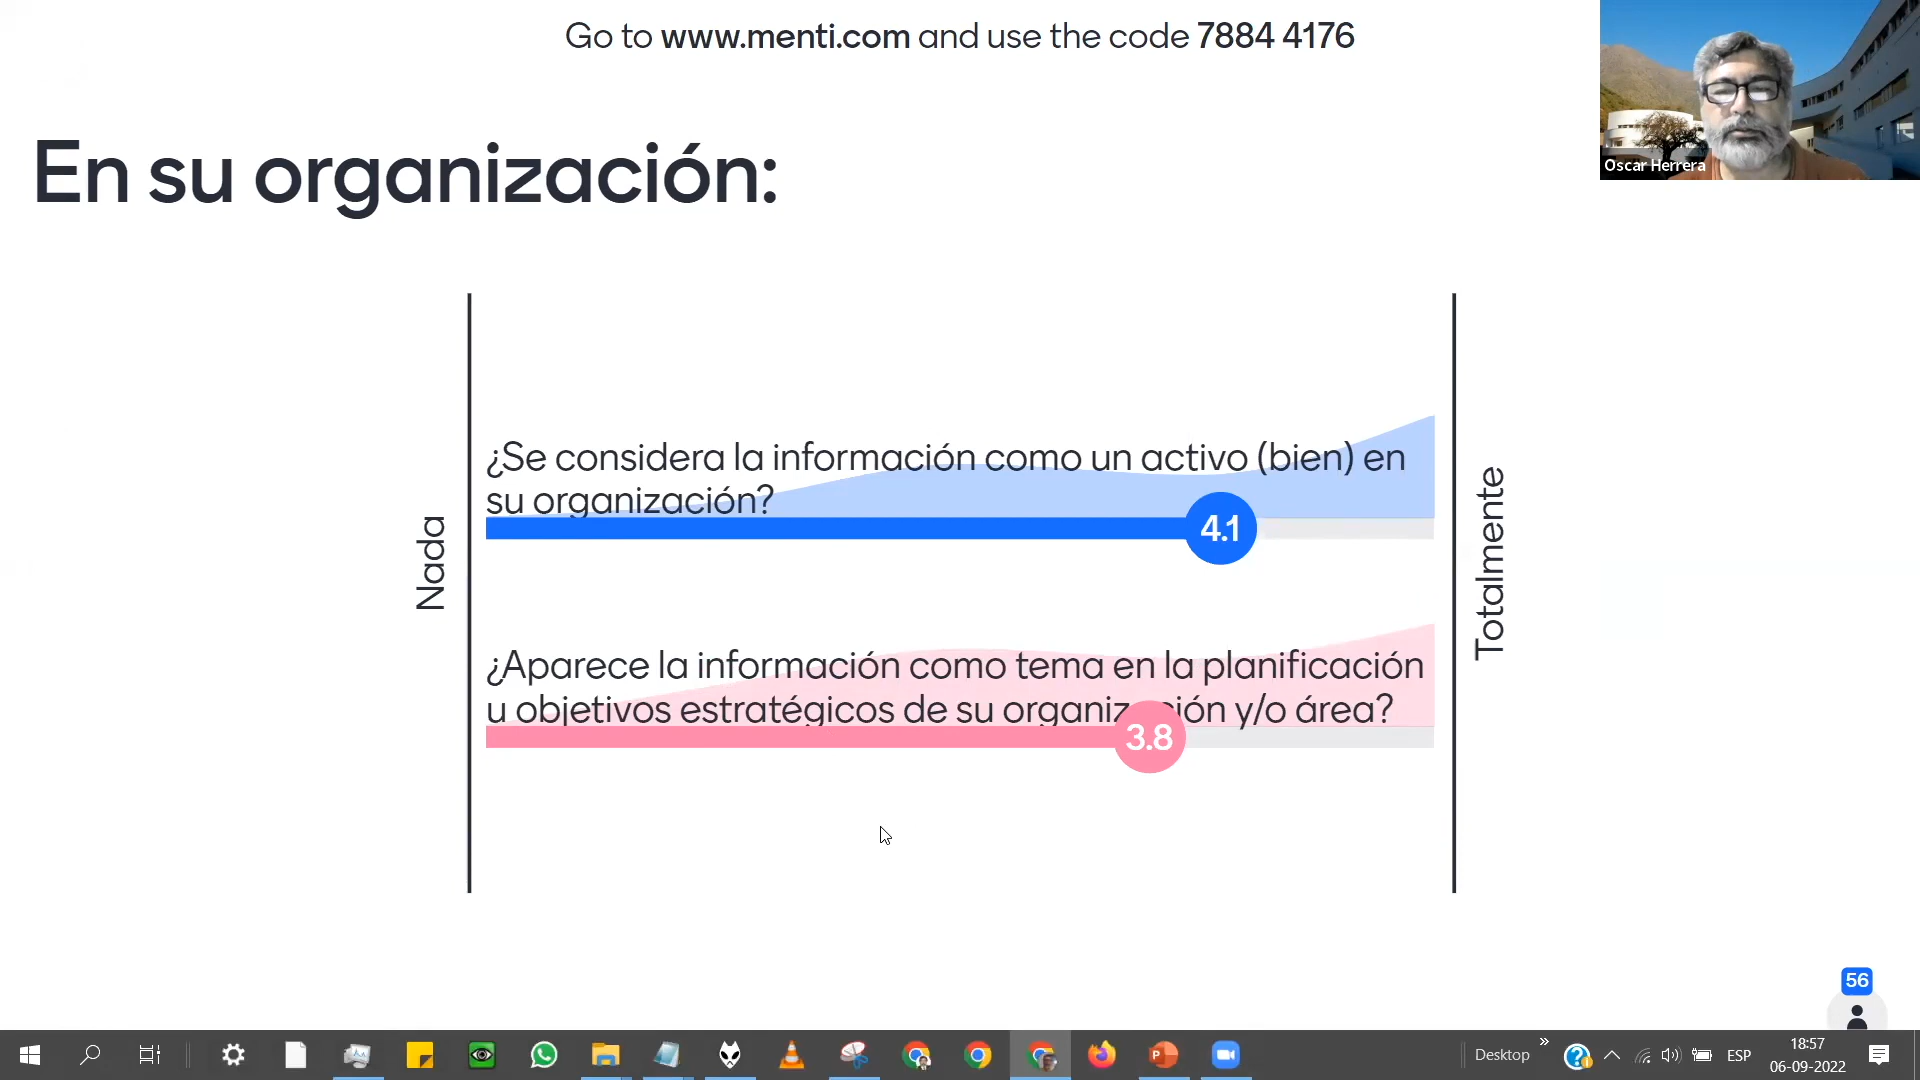 Go to www.menti.com and use the code 7884 4176
Oscar Herrera
En su organización:
Nada
¿Se considera la información como un activo (bien) en
su organización?
4.1
¿Aparece la información como tema en la planificación
u objetivos estratégicos de su organización y/o área?
3.8
Totalmente
56
Desktop
ESP
18:57
06-09-2022